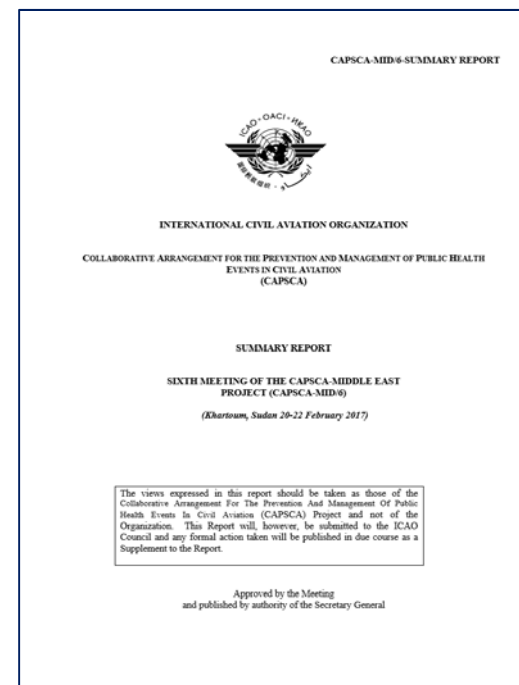 CAPSCA-MID/6-SUMMARY REPORT
ICAO · OACI · ИКАО
INTERNATIONAL CIVIL AVIATION ORGANIZATION
COLLABORATIVE ARRANGEMENT FOR THE PREVENTION AND MANAGEMENT OF PUBLIC HEALTH
EVENTS IN CIVIL AVIATION
(CAPSCA)
SUMMARY REPORT
SIXTH MEETING OF THE CAPSCA-MIDDLE EAST
PROJECT (CAPSCA-MID/6)
(Khartoum, Sudan 20-22 February 2017)
The views expressed in this report should be taken as those of the
Collaborative Arrangement For The Prevention And Management Of Public
Health Events In Civil Aviation (CAPSCA) Project and not of the
Organization. This Report will, however, be submitted to the ICAO
Council and any formal action taken will be published in due course as a
Supplement to the Report.
Approved by the Meeting
and published by authority of the Secretary General